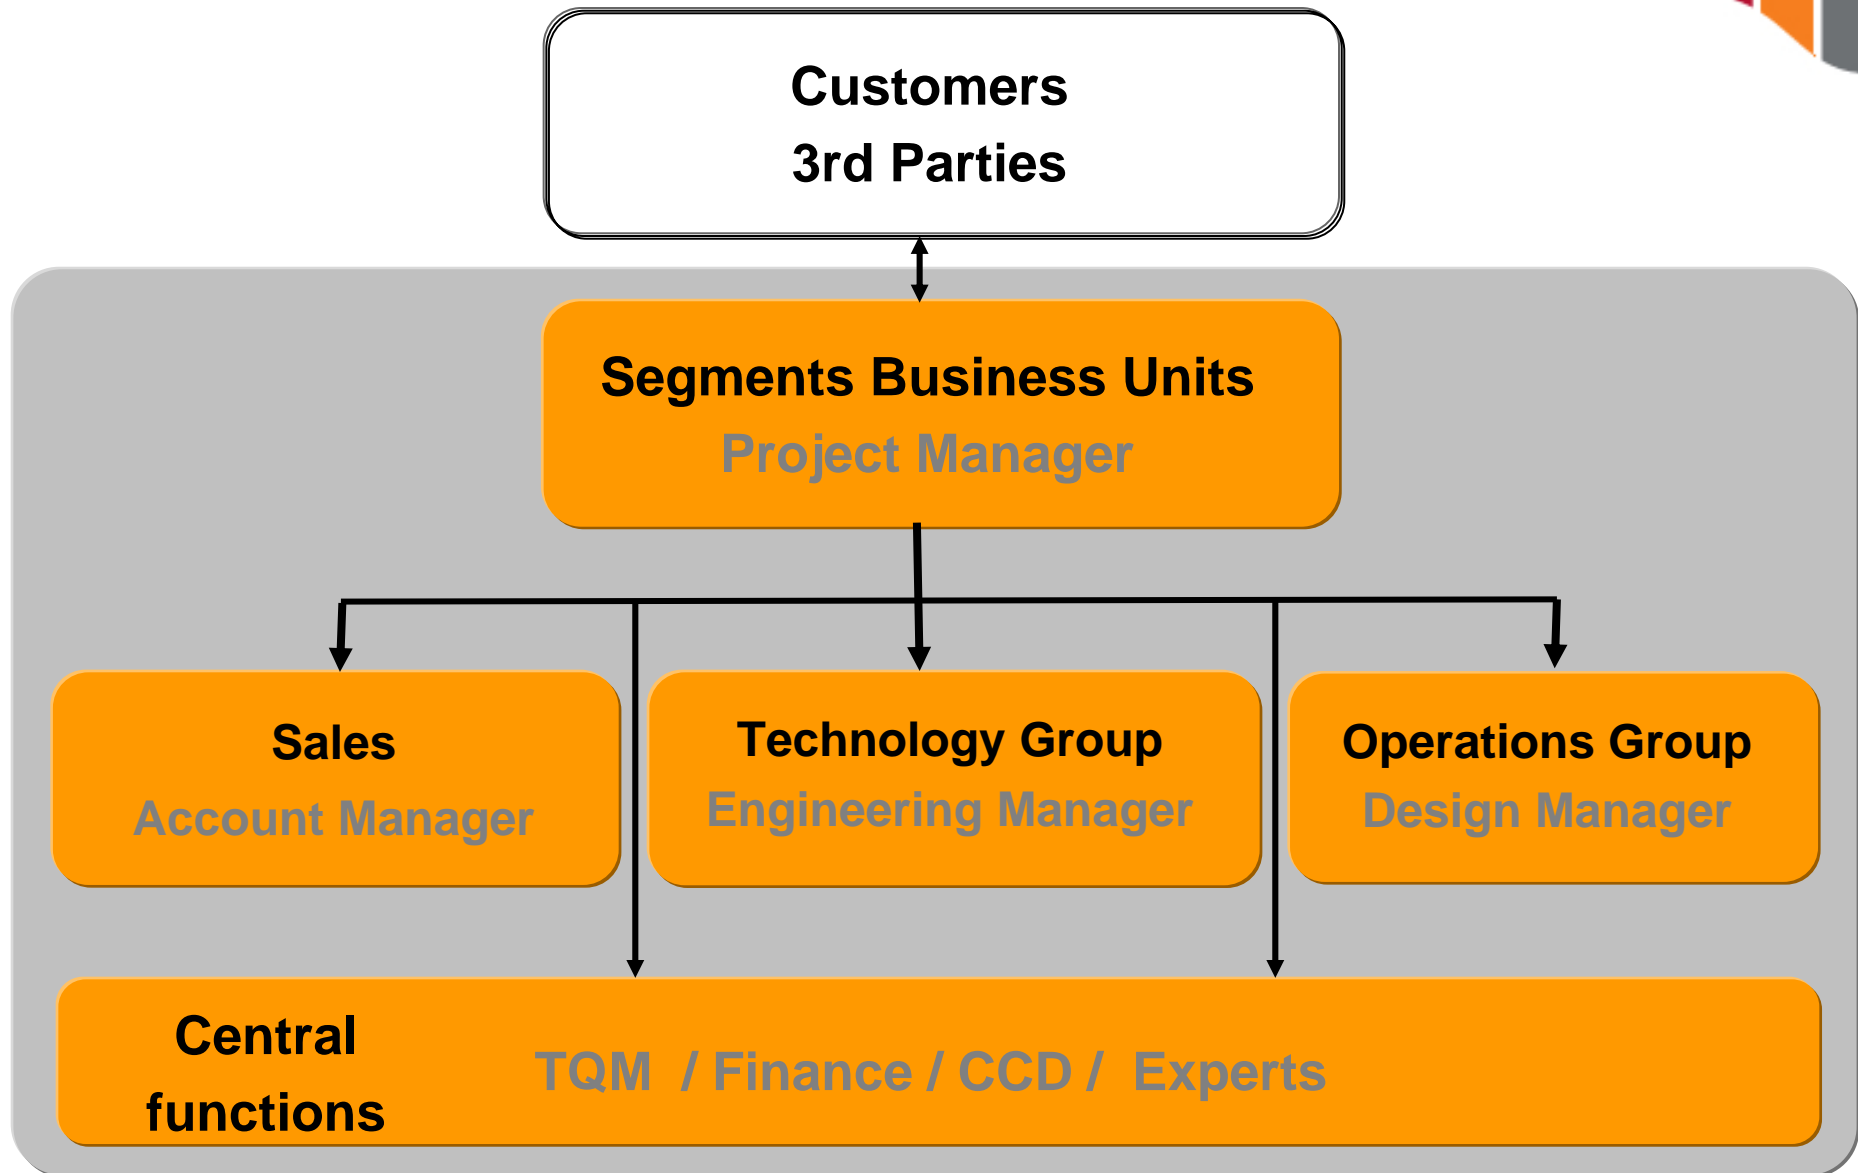 Customers
3rd Parties
Segments Business Units
Project Manager
Sales
Account Manager
Technology Group
Engineering Manager
Operations Group
Design Manager
Central
functions
TQM / Finance / CCD / Experts